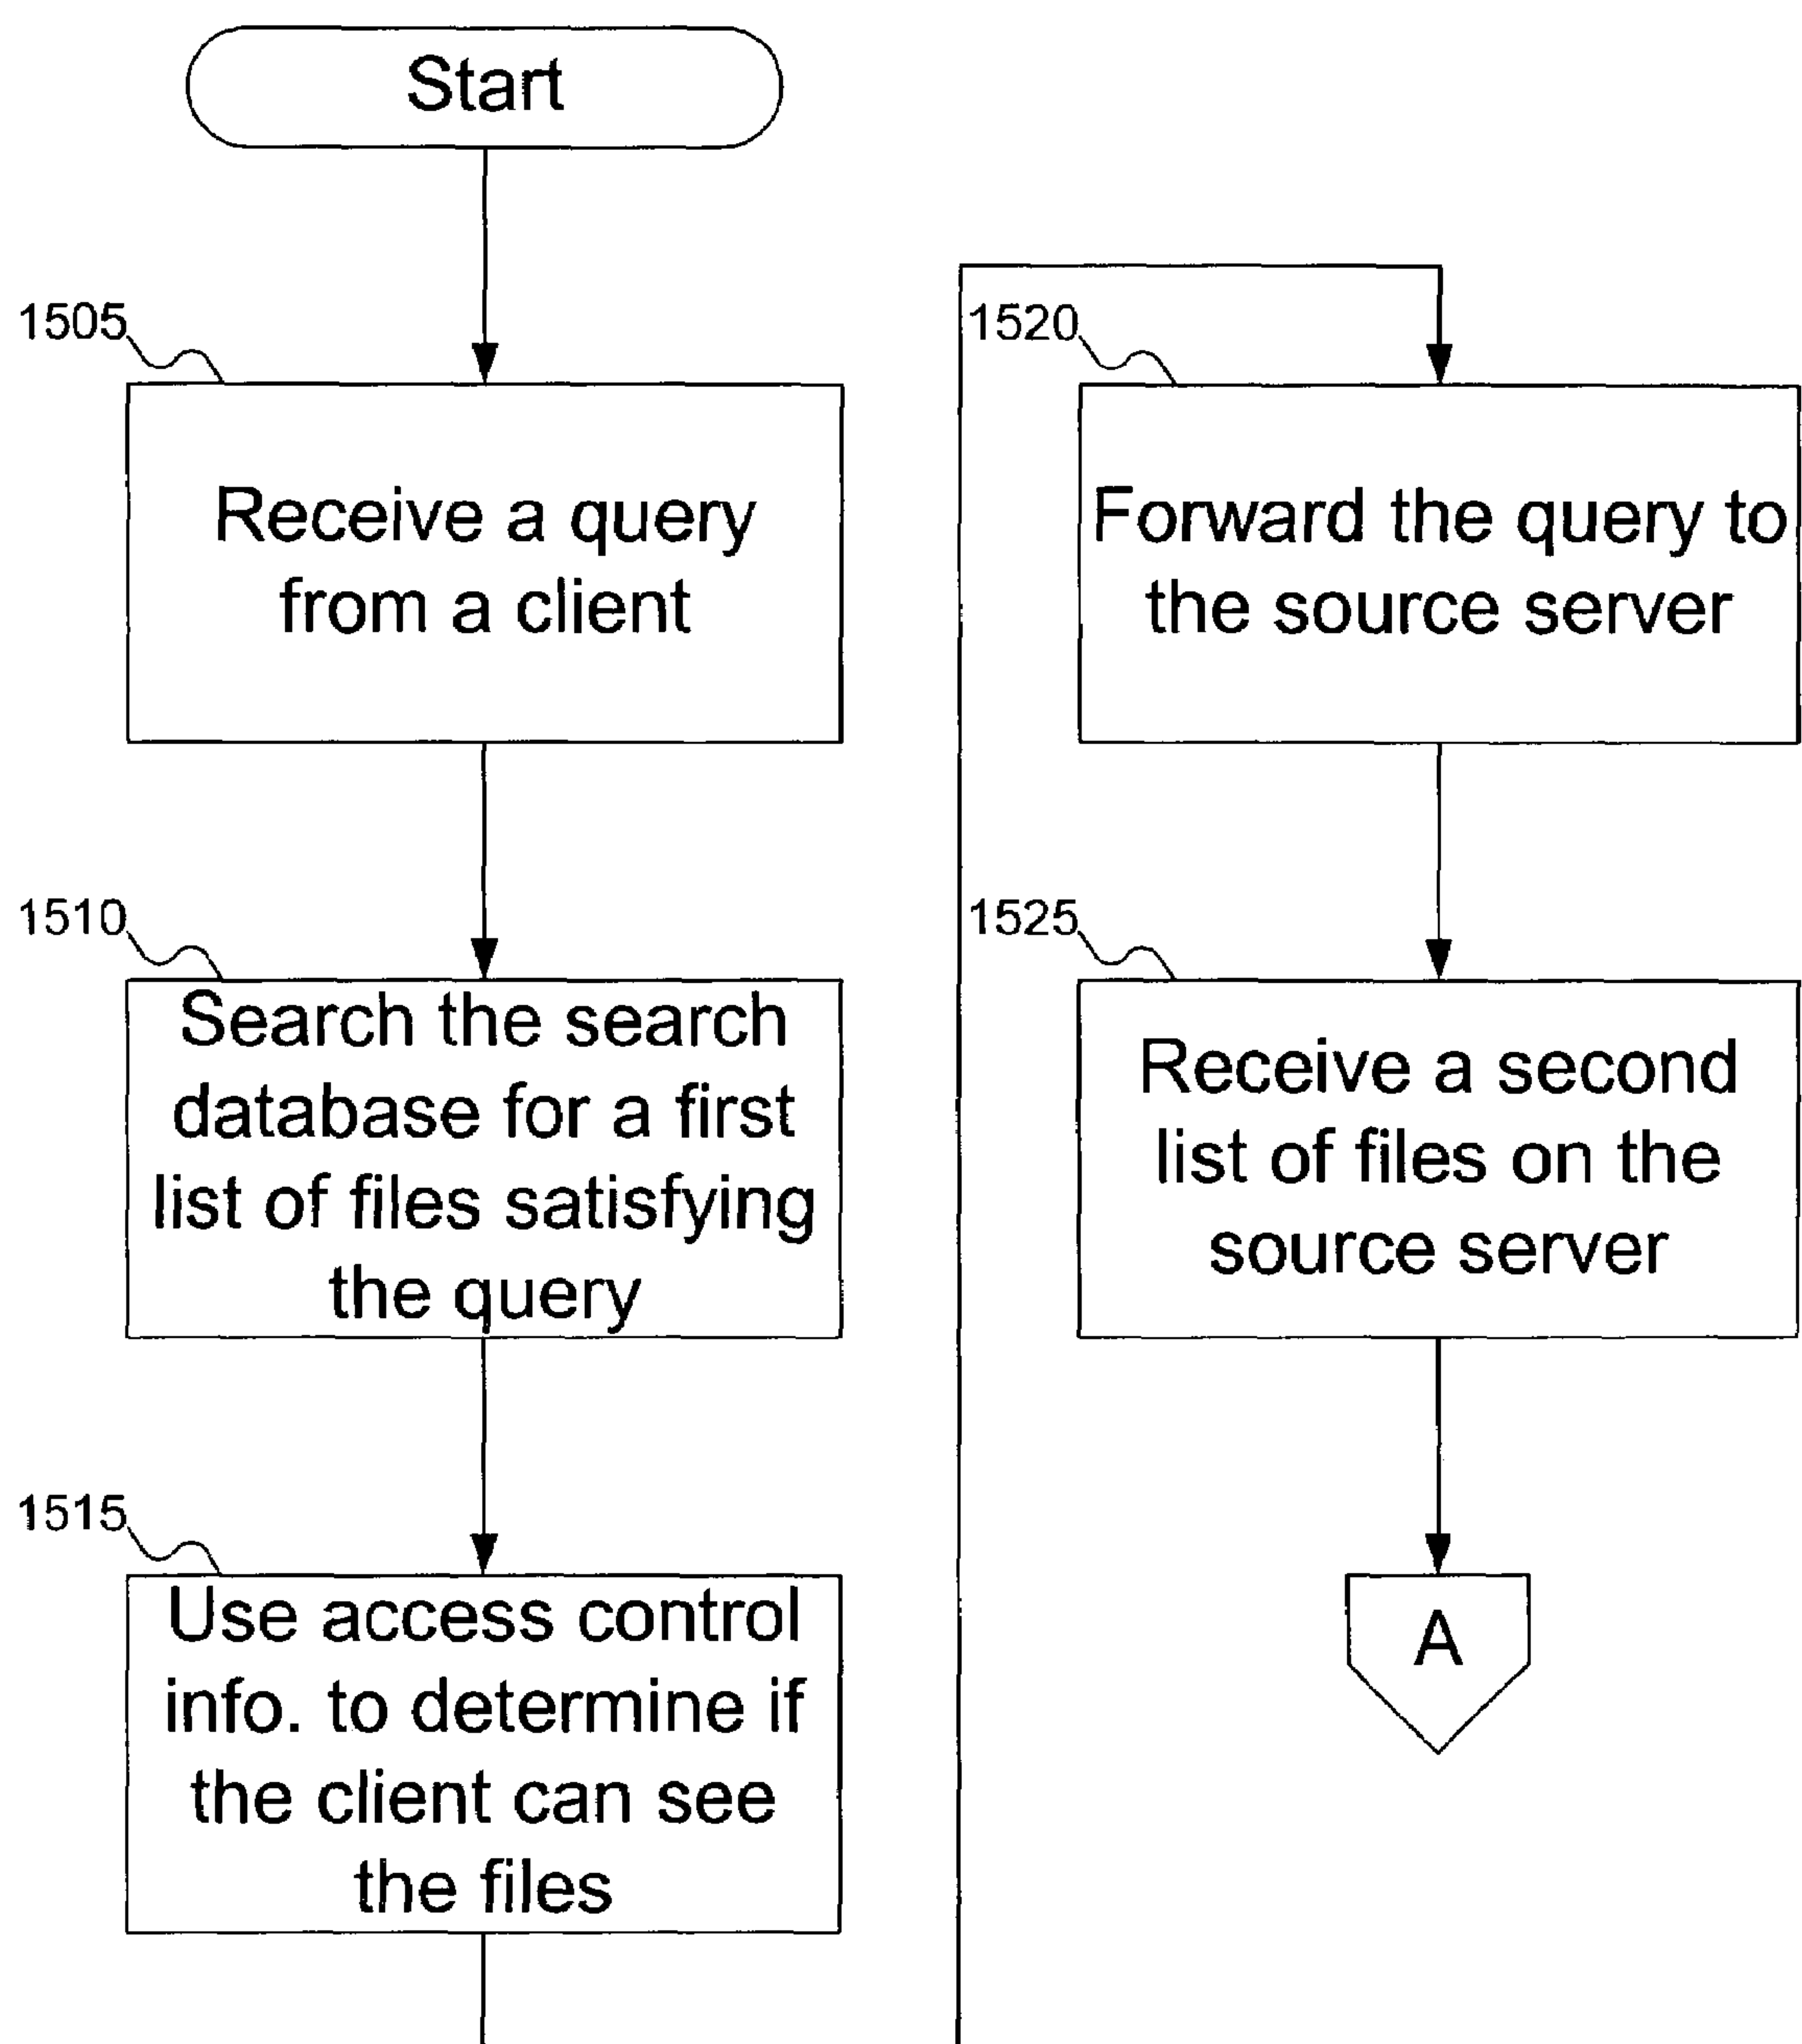 Start
1505
Receive a query
from a client
1510
Search the search
database for a first
list of files satisfying
the query
1515
Use access control
info. to determine if
the client can see
the files
1520
Forward the query to
the source server
1525
Receive a second
list of files on the
source server
A